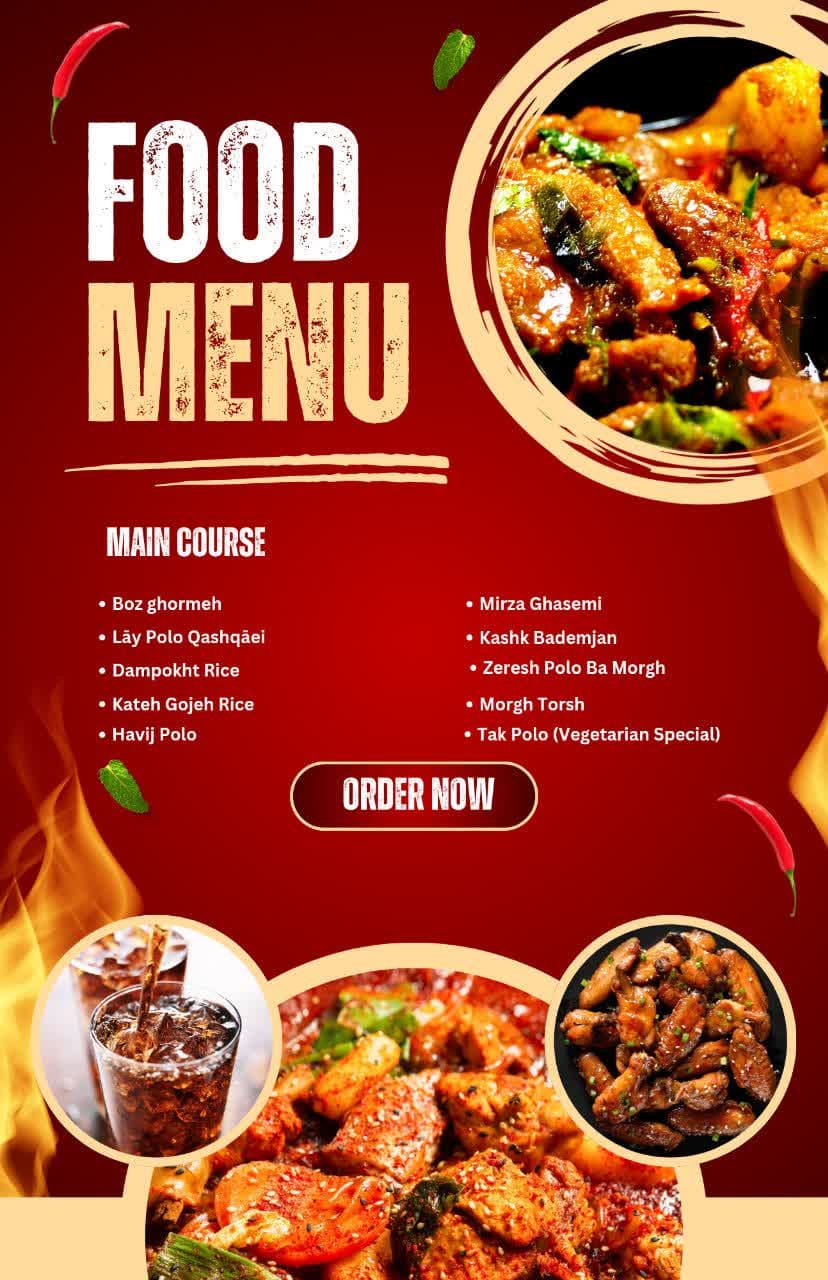 FOOD
MENU
MAIN COURSE
• Boz ghormeh
• Lāy Polo Qashqāei
• Dampokht Rice
• Kateh Gojeh Rice
• Havij Polo
• Mirza Ghasemi
• Kashk Bademjan
• Zeresh Polo Ba Morgh
• Morgh Torsh
• Tak Polo (Vegetarian Special)
ORDER NOW